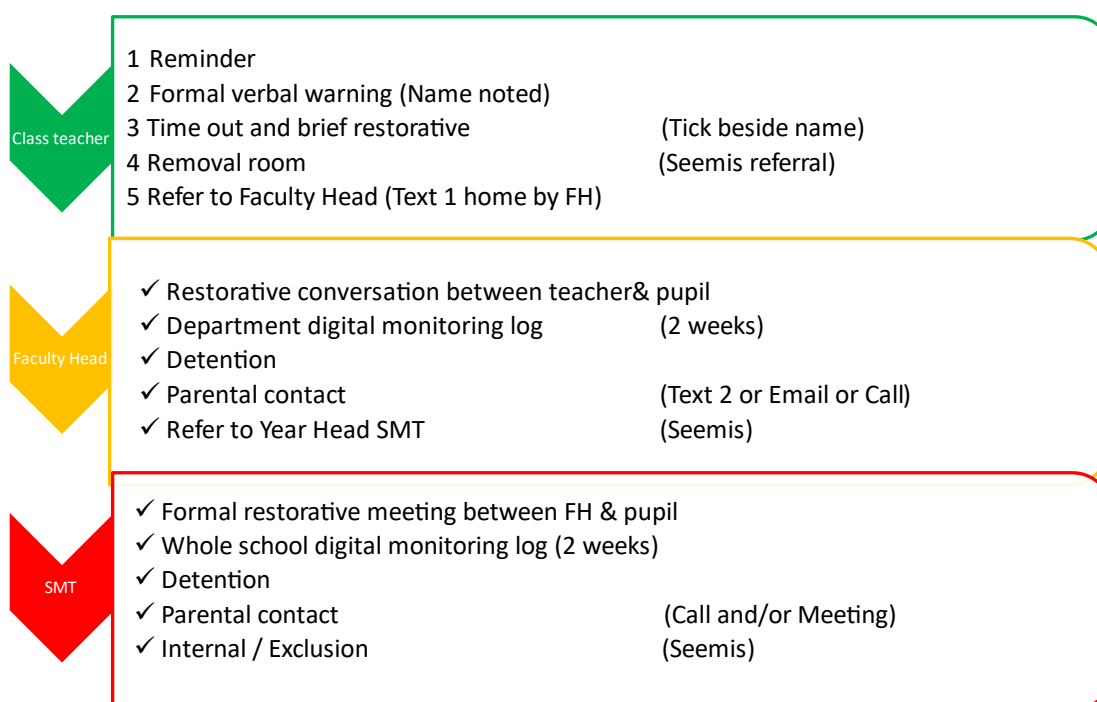 Class teacher
1 Reminder
2 Formal verbal warning (Name noted)
3 Time out and brief restorative (Tick beside name)
4 Removal room (Seemis referral)
5 Refer to Faculty Head (Text 1 home by FH)
Faculty Head
✓ Restorative conversation between teacher& pupil
✓ Department digital monitoring log (2 weeks)
✓ Detention
✓ Parental contact (Text 2 or Email or Call)
✓ Refer to Year Head SMT (Seemis)
SMT
✓ Formal restorative meeting between FH & pupil
✓ Whole school digital monitoring log (2 weeks)
✓ Detention
✓ Parental contact (Call and/or Meeting)
✓ Internal / Exclusion (Seemis)